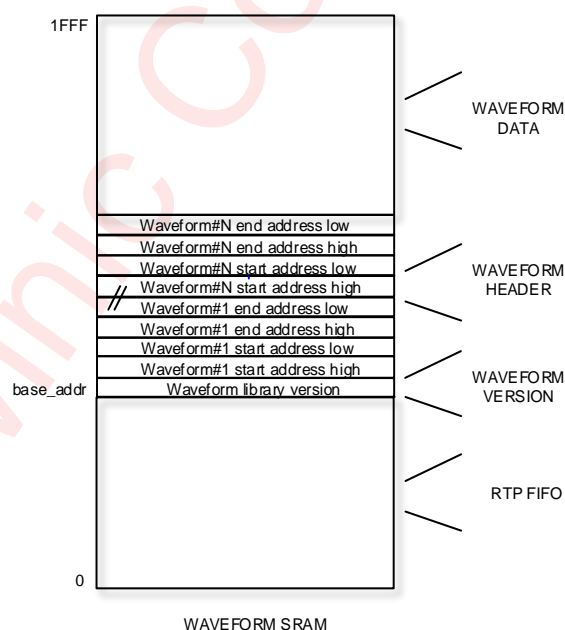 1FFF
WAVEFORM
DATA
Waveform#N end address low
Waveform#N end address high
Waveform#N start address low
Waveform#N start address high
Waveform#1 end address low
Waveform#1 end address high
Waveform#1 start address low
Waveform#1 start address high
WAVEFORM
HEADER
base_addr
Waveform library version
WAVEFORM
VERSION
RTP FIFO
0
WAVEFORM SRAM